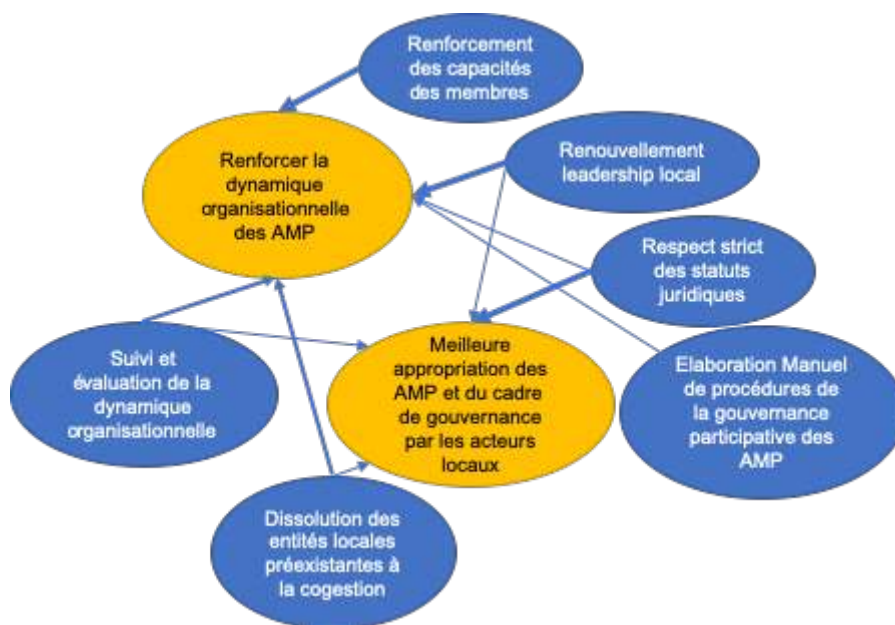 Renforcement
des capacités
des membres
Renforcer la
dynamique
organisationnelle
des AMP
Renouvellement
leadership local
Respect strict
des statuts
juridiques
Suivi et
évaluation de la
dynamique
organisationnelle
Meilleure
appropriation des
AMP et du cadre
de gouvernance
par les acteurs
locaux
Elaboration Manuel
de procédures de
la gouvernance
participative des
AMP
Dissolution des
entités locales
préexistantes à
la cogestion